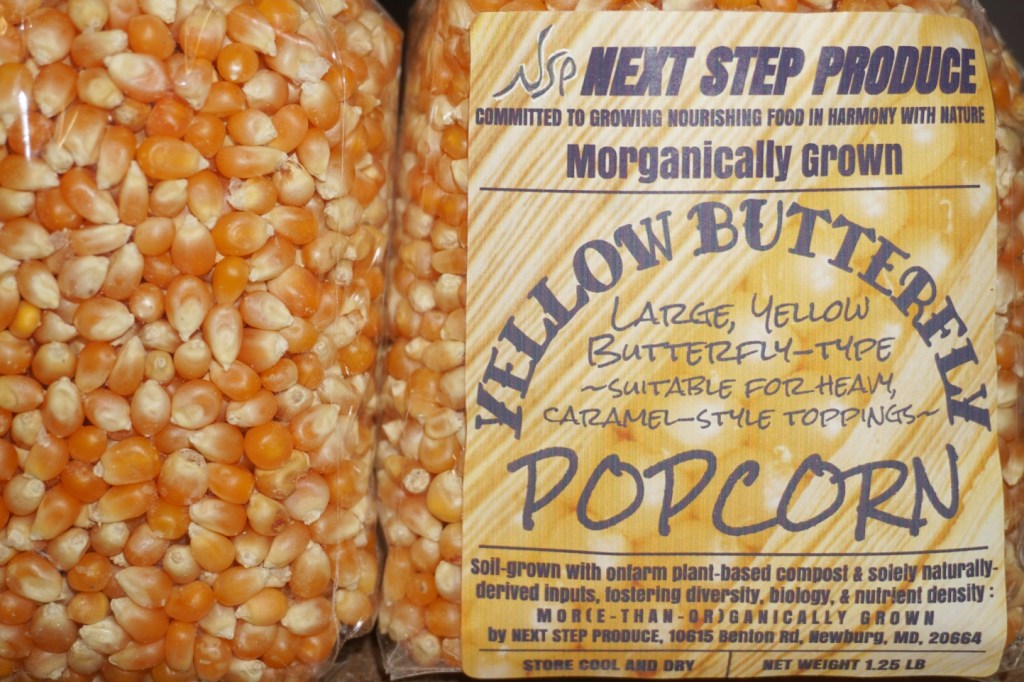 NSP NEXT STEP PRODUCE
COMMITTED TO GROWING NOURISHING FOOD IN HARMONY WITH NATURE
Morganically Grown
YELLOW BUTTERFLY
LARGE, YELLOW
BUTTERFLY-TYPE
~SUITABLE FOR HEAVY,
CARAMEL-STYLE TOPPINGS~
POPCORN
Soil-grown with onfarm plant-based compost & solely naturally-
derived inputs, fostering diversity, biology, & nutrient density :
MOR(E-THAN-OR)GANICALLY GROWN
by NEXT STEP PRODUCE, 10615 Benton Rd, Newburg, MD, 20664
STORE COOL AND DRY | NET WEIGHT 1.25 LB